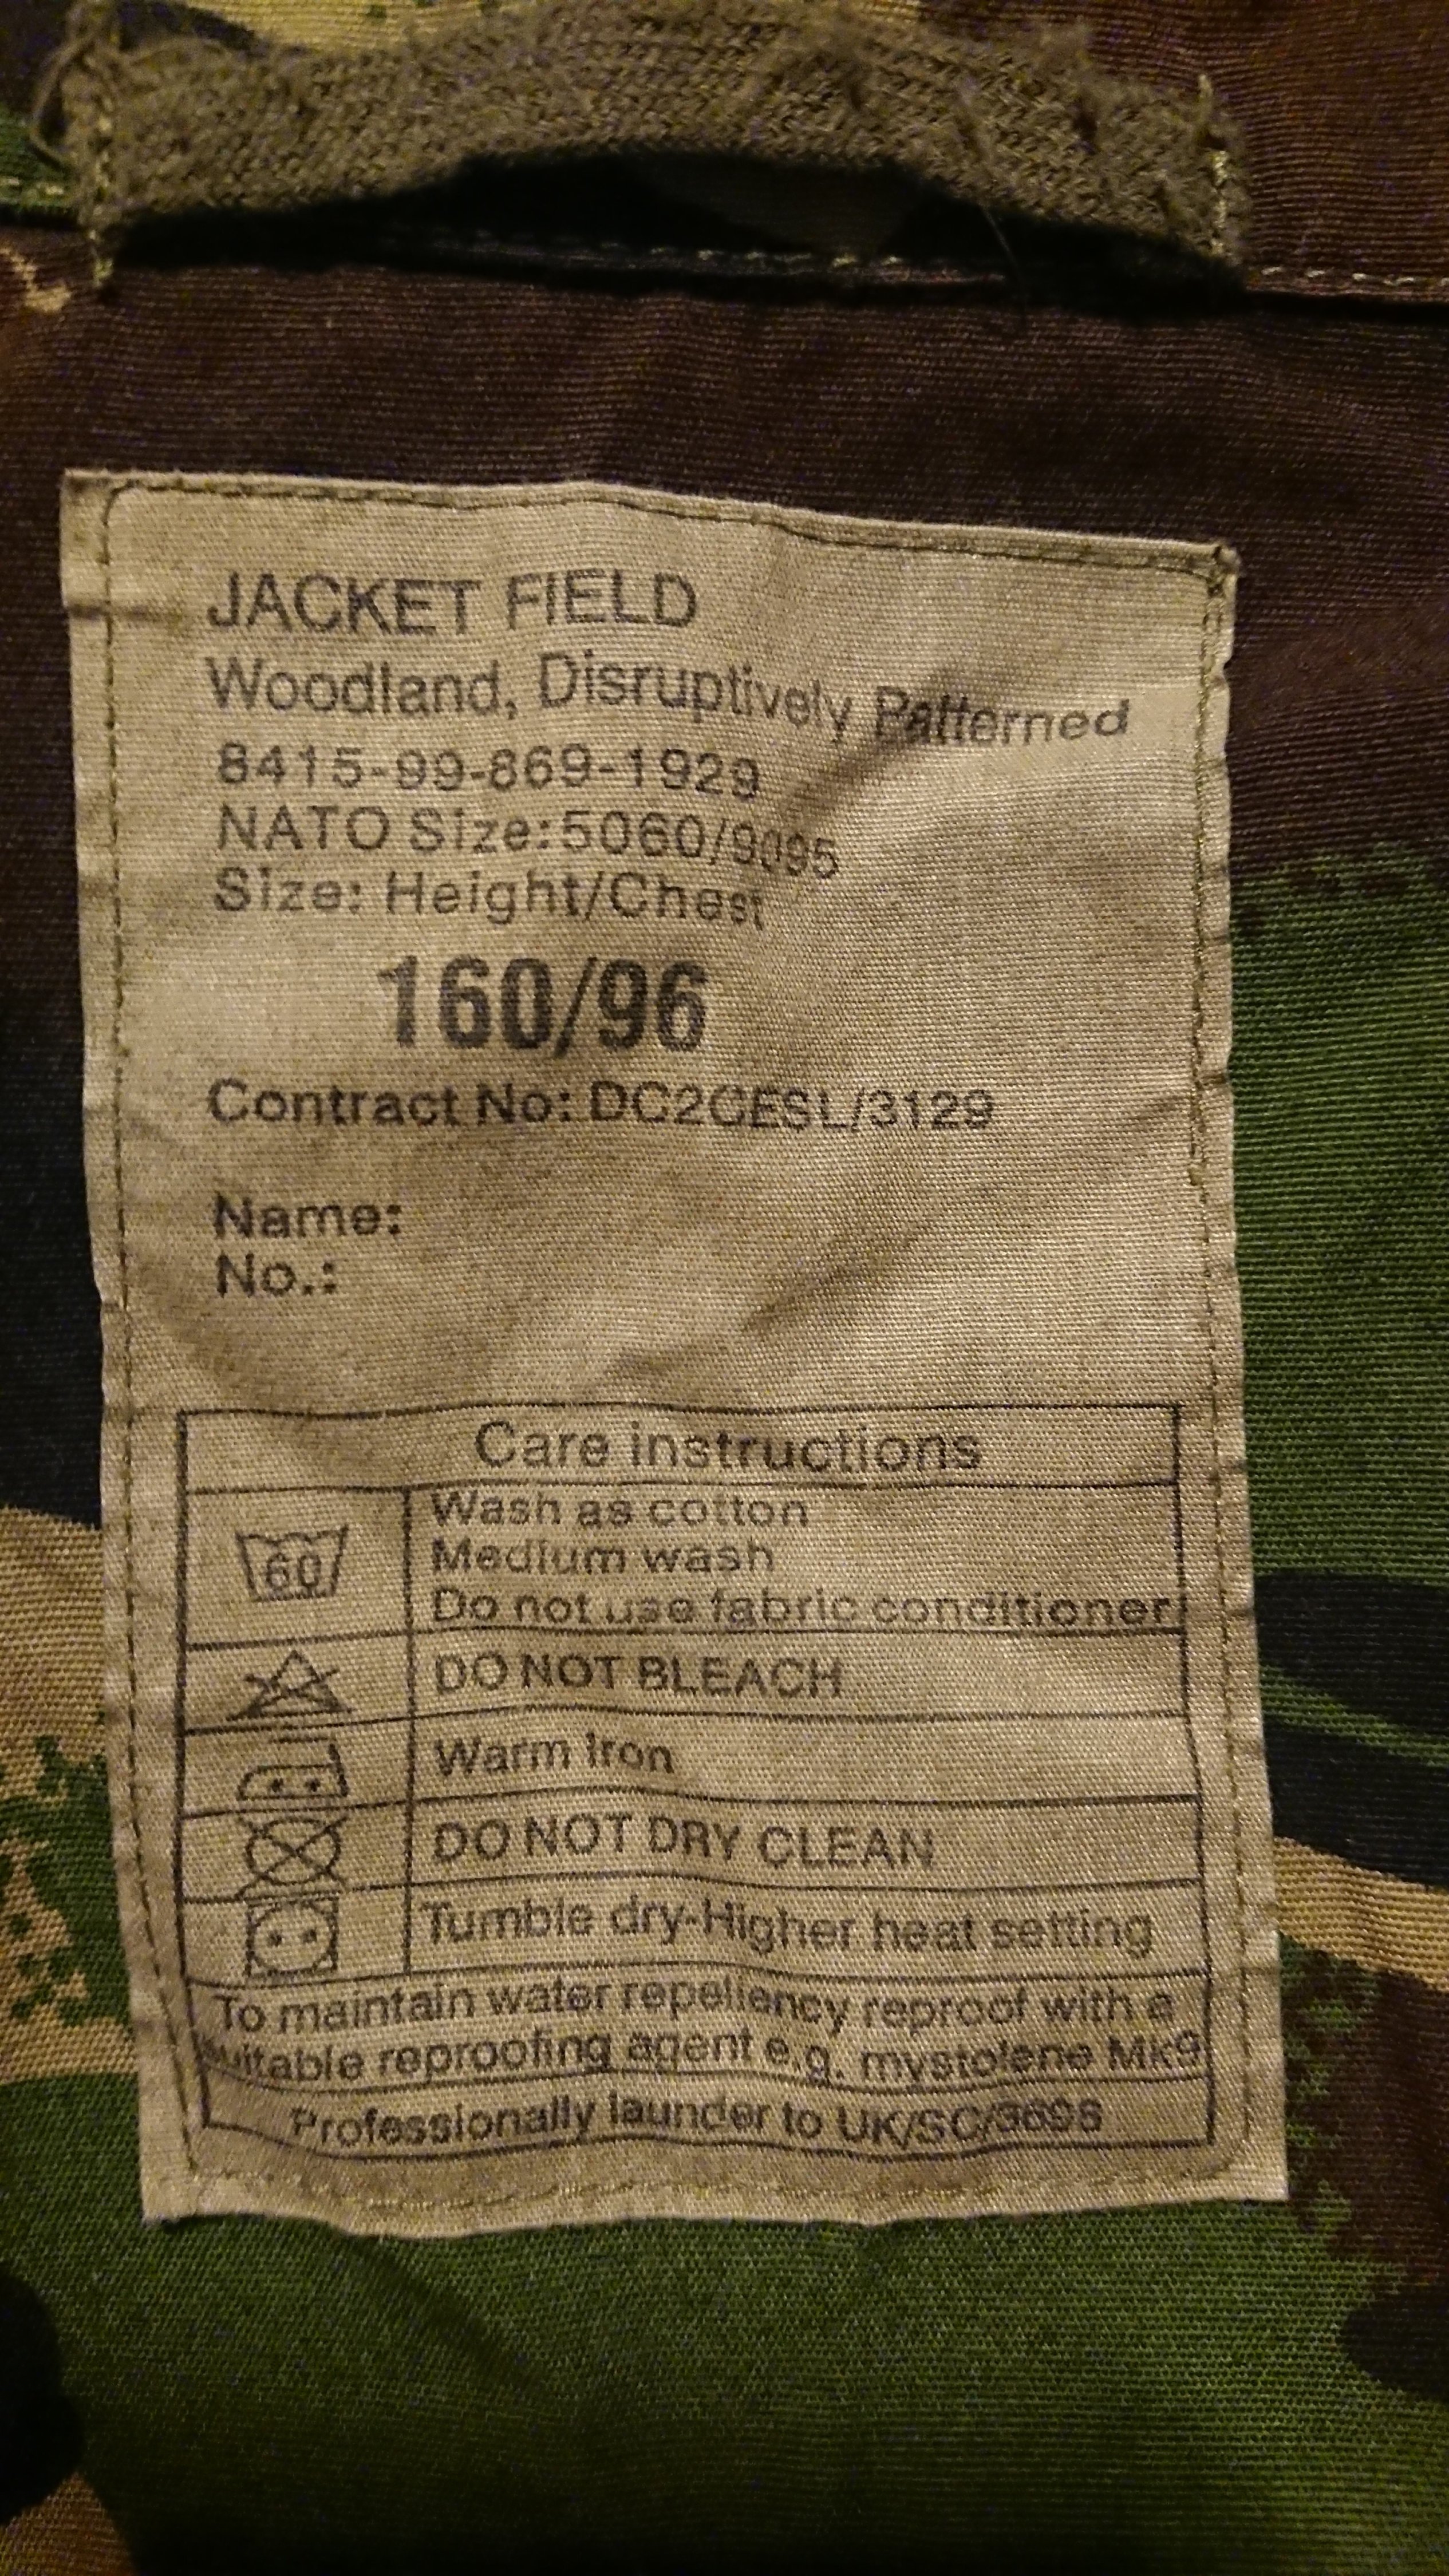 JACKET FIELD
Woodland, Disruptively Patterned
8415-99-869-1929
NATO Size:5060/9095
Size: Height/Chest
160/96
Contract No: DC2CESL/3129
Name:
No.:
Care instructions
60
Wash as cotton
Medium wash
Do not use fabric conditioner
DO NOT BLEACH
Warm Iron
DO NOT DRY CLEAN
Tumble dry-Higher heat setting
To maintain water repellency reproof with a
suitable reproofing agent e.g. mystolene Mk9
Professionally launder to UK/SC/3698